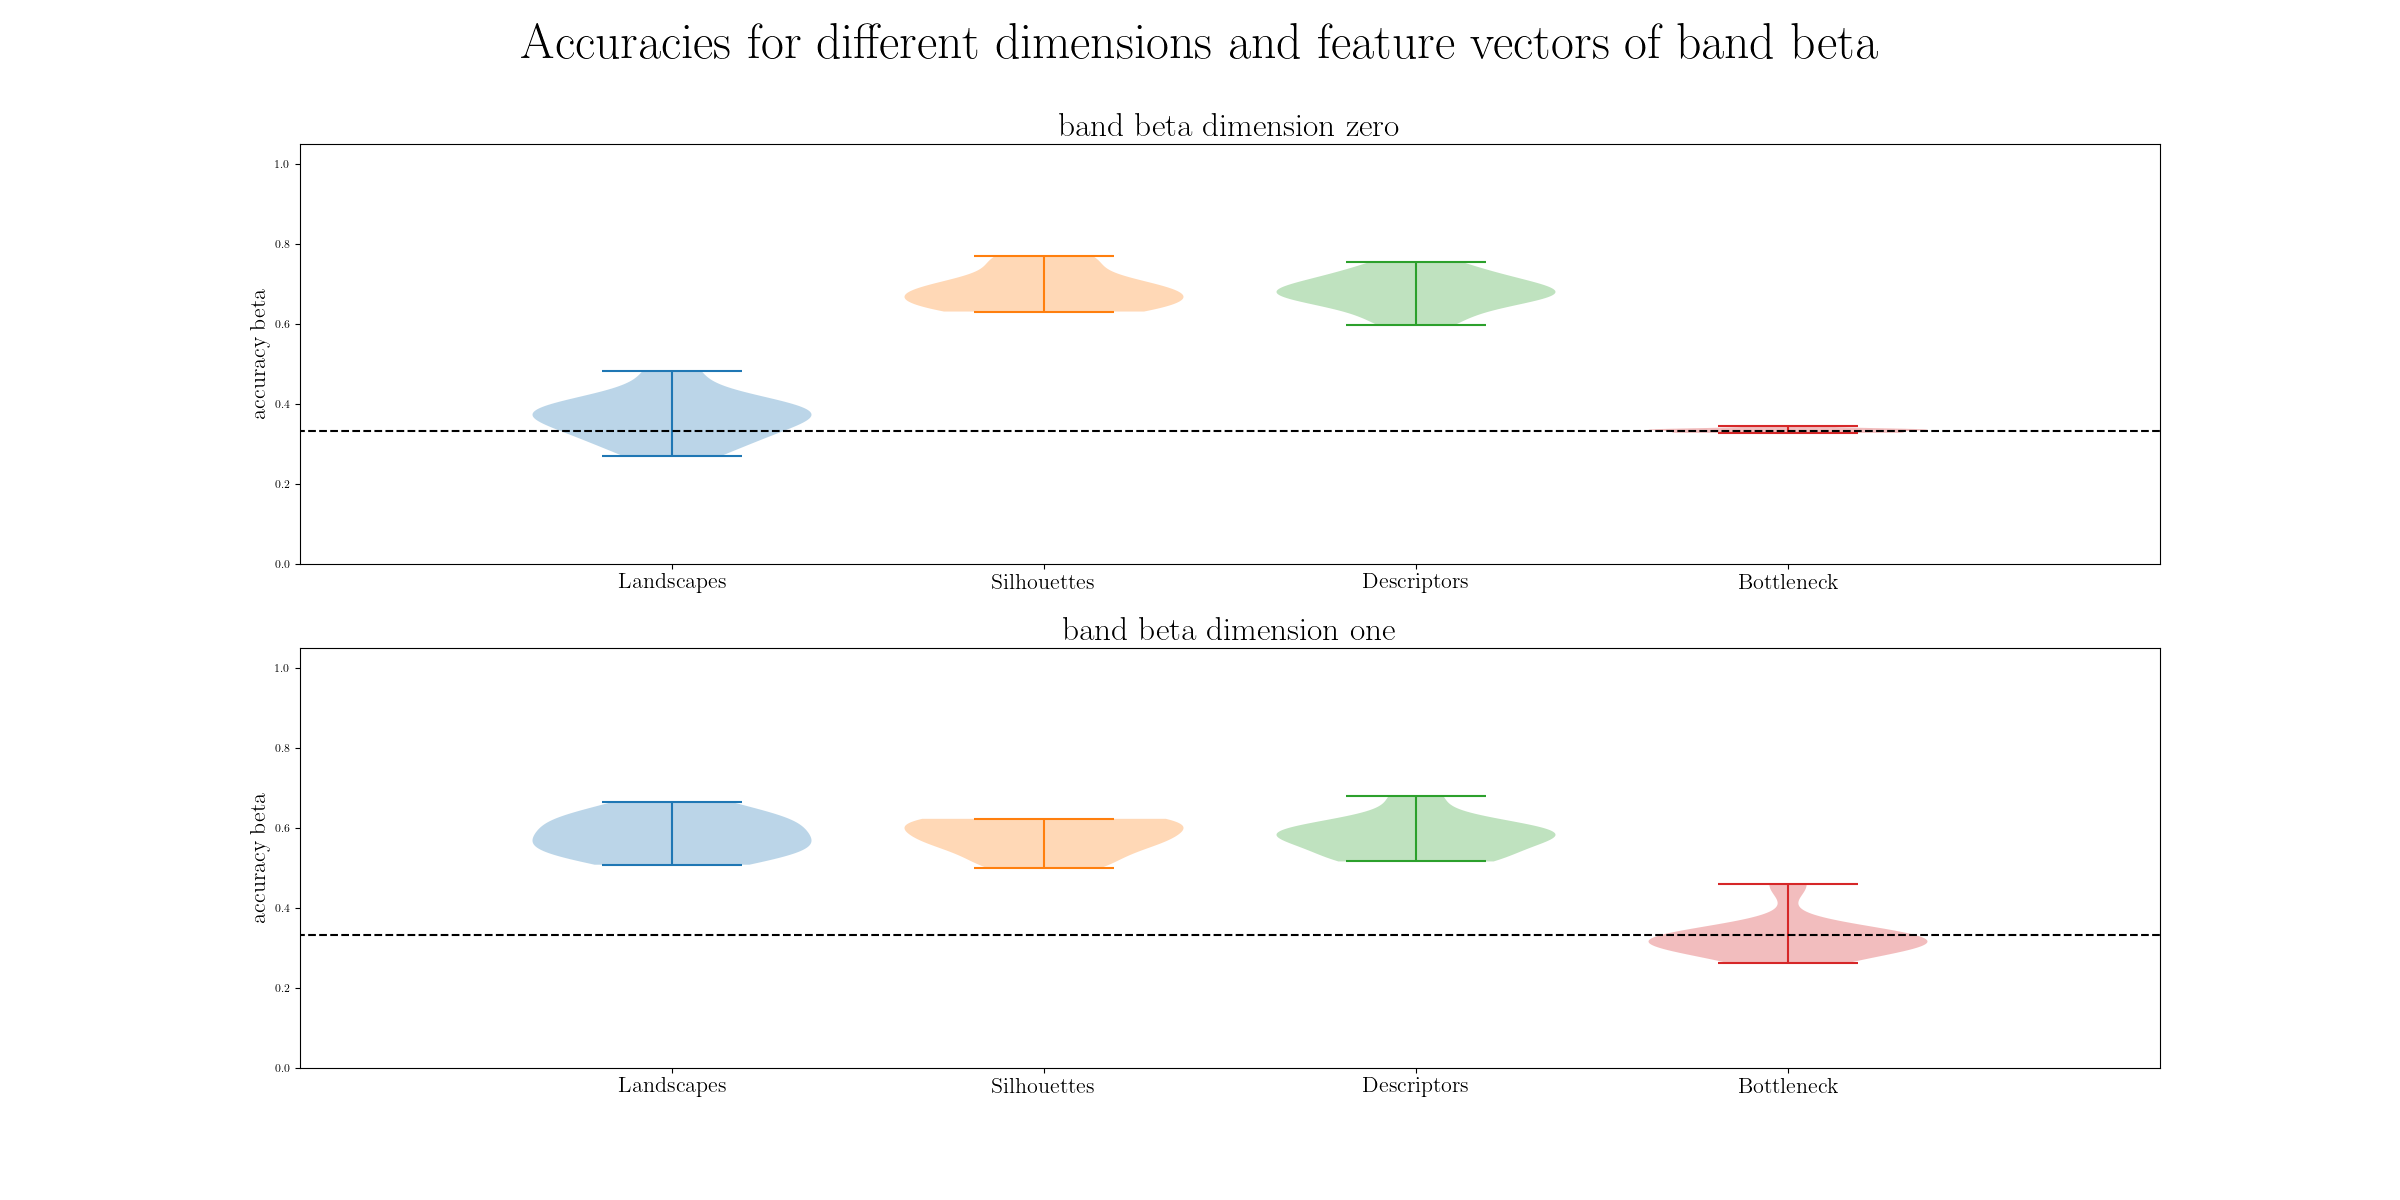 Accuracies for different dimensions and feature vectors of band beta
band beta dimension zero
1.0
0.8
0.6
0.4
0.2
0.0
accuracy beta
Landscapes Silhouettes Descriptors Bottleneck
band beta dimension one
1.0
0.8
0.6
0.4
0.2
0.0
accuracy beta
Landscapes Silhouettes Descriptors Bottleneck